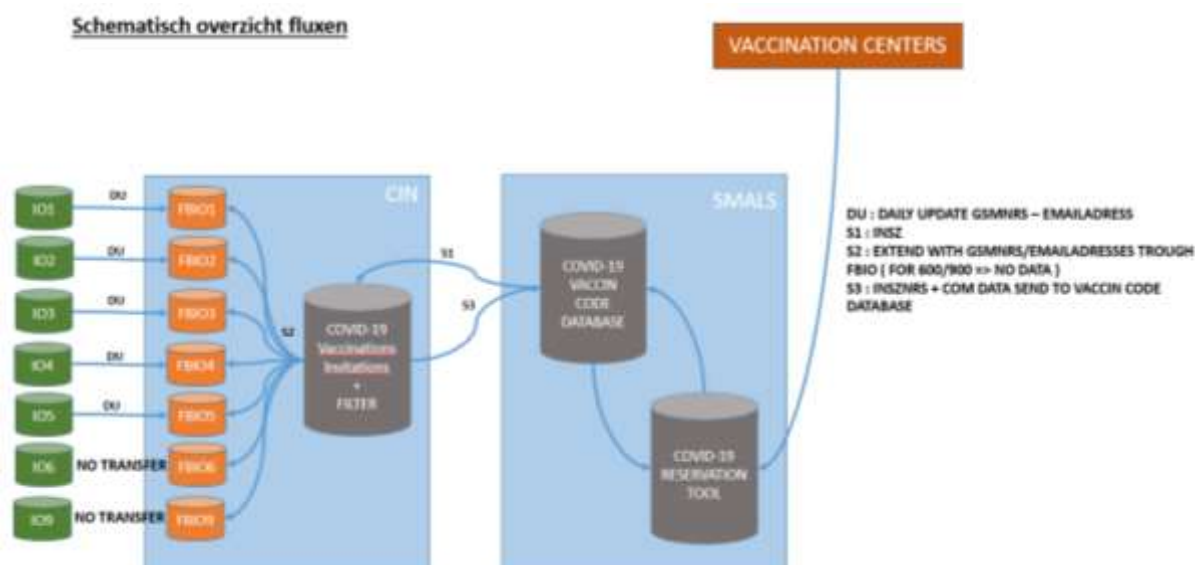 Schematisch overzicht fluxen
VACCINATION CENTERS
CIN
SMALS
IO1
DU
FBIO1
IO2
DU
FBIO2
IO3
DU
FBIO3
IO4
DU
FBIO4
IO5
DU
FBIO5
IO6
NO TRANSFER
FBIO6
IO9
NO TRANSFER
FBIO9
S2
COVID-19
Vaccinations
Invitations
+
FILTER
S1
S3
COVID-19
VACCIN
CODE
DATABASE
COVID-19
RESERVATION
TOOL
DU : DAILY UPDATE GSMNRS – EMAILADRESS
S1 : INSZ
S2 : EXTEND WITH GSMNRS/EMAILADRESSES TROUGH
FBIO ( FOR 600/900 => NO DATA )
S3 : INSZNRS + COM DATA SEND TO VACCIN CODE
DATABASE